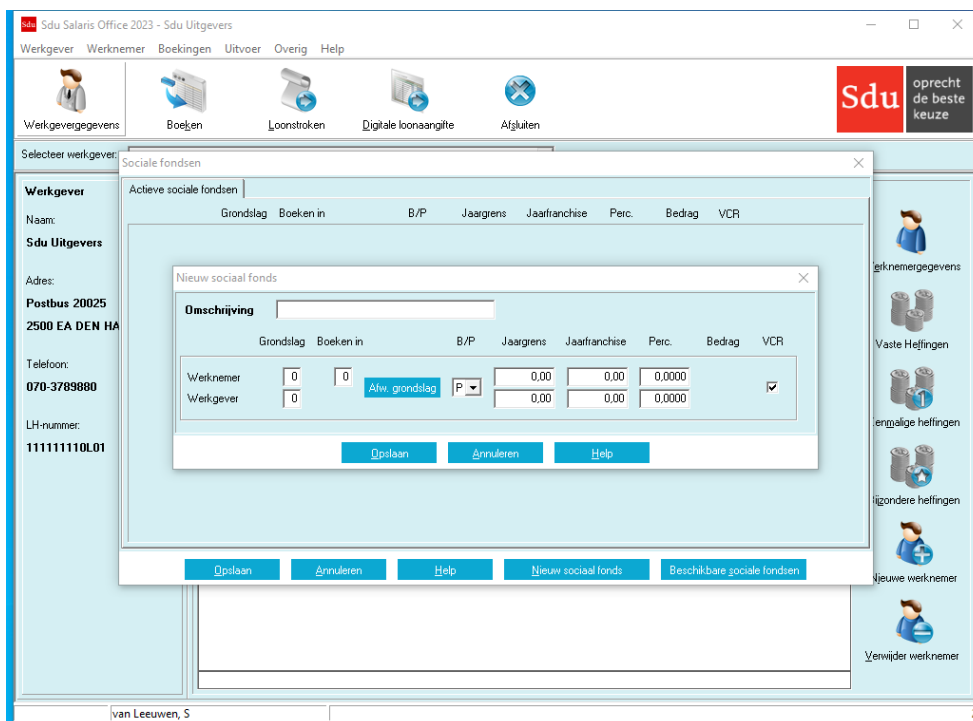 Sdu Sdu Salaris Office 2023 - Sdu Uitgevers
Werkgever Werknemer Boekingen Uitvoer Overig Help
Werkgevergegevens Boeken Loonstroken Digitale loonaangifte Afsluiten
Sdu
oprecht
de beste
keuze
Selecteer werkgever:
Sociale fondsen
Actieve sociale fondsen
Grondslag Boeken in B/P Jaargrens Jaarfranchise Perc. Bedrag VCR
Werkgever
Naam:
Sdu Uitgevers
Adres:
Postbus 20025
2500 EA DEN HA
Telefoon:
070-3789880
LH-nummer:
111111110L01
Nieuw sociaal fonds
Omschrijving
Grondslag Boeken in B/P Jaargrens Jaarfranchise Perc. Bedrag VCR
Werknemer 0 0 Afw. grondslag P 0,00 0,00 0,0000
Werkgever 0 0,00 0,00 0,0000
Opslaan Annuleren Help
Opslaan Annuleren Help Nieuw sociaal fonds Beschikbare sociale fondsen
erknemergegevens
Vaste Heffingen
enmalige heffingen
ijzondere heffingen
Nieuwe werknemer
Verwijder werknemer
van Leeuwen, S